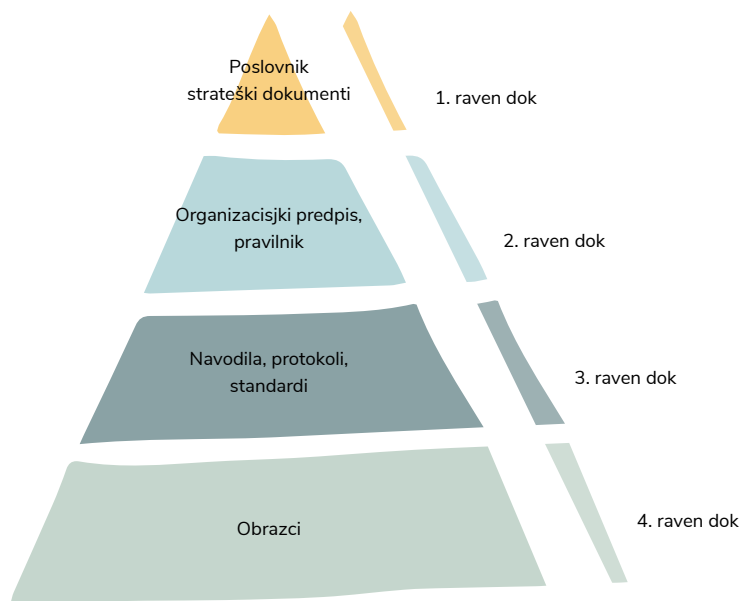 Poslovnik
strateški dokumenti
1. raven dok
Organizacisjki predpis,
pravilnik
2. raven dok
Navodila, protokoli,
standardi
3. raven dok
Obrazci
4. raven dok